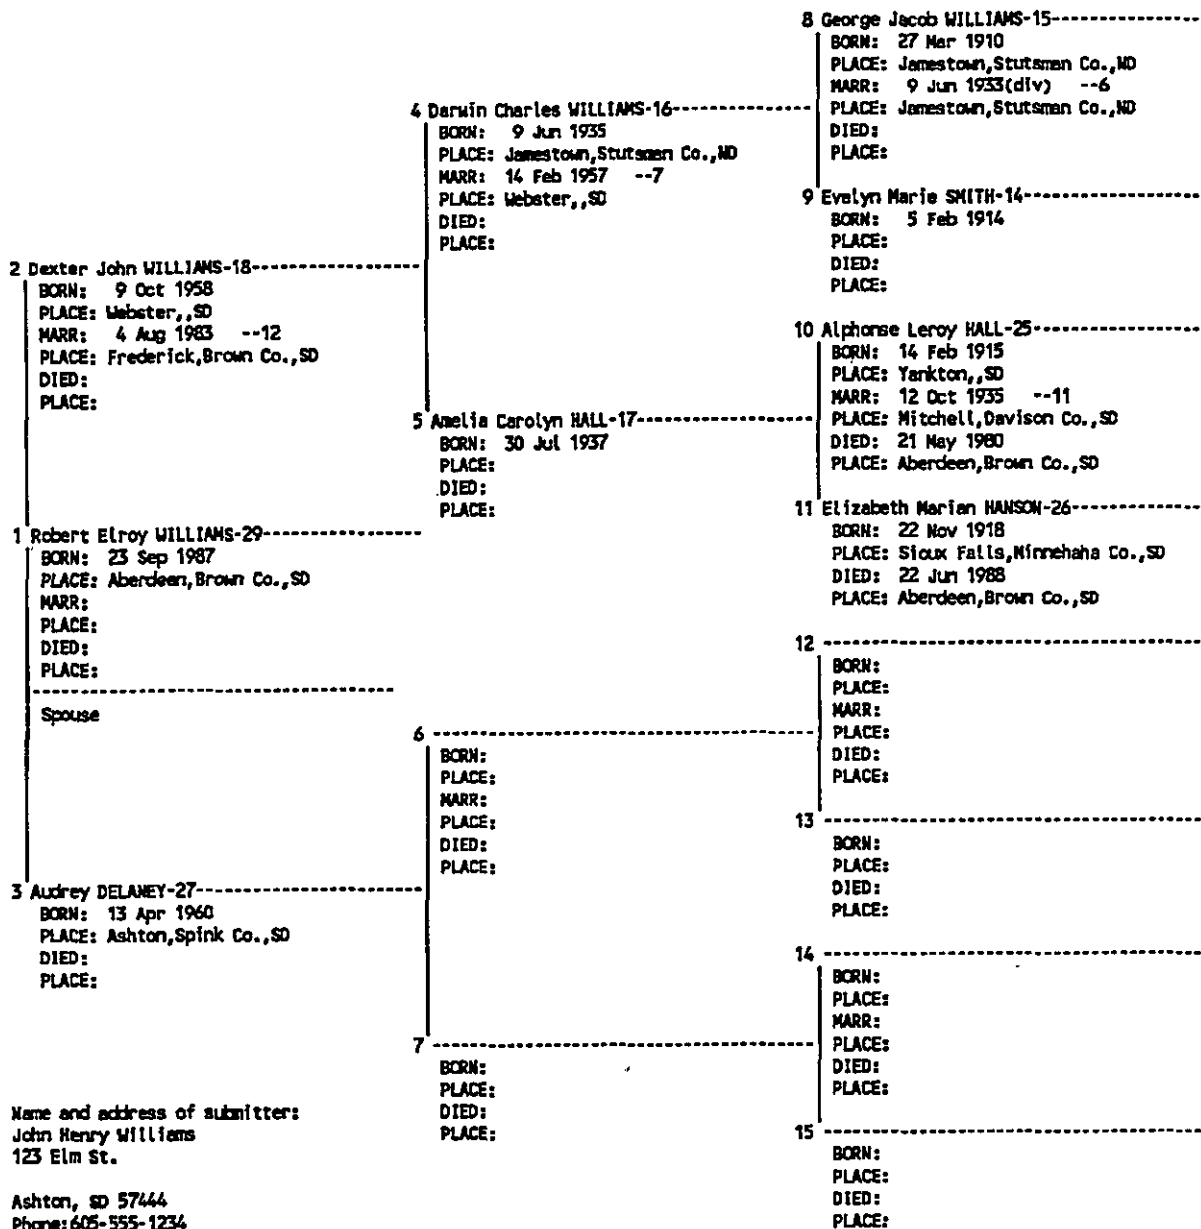 8 George Jacob WILLIAMS-15
BORN: 27 Mar 1910
PLACE: Jamestown,Stutsman Co.,ND
MARR: 9 Jun 1933(div) --6
PLACE: Jamestown,Stutsman Co.,ND
DIED:
PLACE:
4 Darwin Charles WILLIAMS-16
BORN: 9 Jun 1935
PLACE: Jamestown,Stutsman Co.,ND
MARR: 14 Feb 1957 --7
PLACE: Webster,,SD
DIED:
PLACE:
9 Evelyn Marie SMITH-14
BORN: 5 Feb 1914
PLACE:
DIED:
PLACE:
2 Dexter John WILLIAMS-18
BORN: 9 Oct 1958
PLACE: Webster,,SD
MARR: 4 Aug 1983 --12
PLACE: Frederick,Brown Co.,SD
DIED:
PLACE:
10 Alphonse Leroy HALL-25
BORN: 14 Feb 1915
PLACE: Yankton,,SD
MARR: 12 Oct 1935 --11
PLACE: Mitchell,Davison Co.,SD
DIED: 21 May 1980
PLACE: Aberdeen,Brown Co.,SD
5 Amelia Carolyn HALL-17
BORN: 30 Jul 1937
PLACE:
DIED:
PLACE:
11 Elizabeth Marian HANSON-26
BORN: 22 Nov 1918
PLACE: Sioux Falls,Minnehaha Co.,SD
DIED: 22 Jun 1988
PLACE: Aberdeen,Brown Co.,SD
1 Robert Elroy WILLIAMS-29
BORN: 23 Sep 1987
PLACE: Aberdeen,Brown Co.,SD
MARR:
PLACE:
DIED:
PLACE:
Spouse
12
BORN:
PLACE:
MARR:
PLACE:
DIED:
PLACE:
6
BORN:
PLACE:
MARR:
PLACE:
DIED:
PLACE:
13
BORN:
PLACE:
DIED:
PLACE:
3 Audrey DELANEY-27
BORN: 13 Apr 1960
PLACE: Ashton,Spink Co.,SD
DIED:
PLACE:
14
BORN:
PLACE:
MARR:
PLACE:
DIED:
PLACE:
7
BORN:
PLACE:
DIED:
PLACE:
15
BORN:
PLACE:
DIED:
PLACE:
Name and address of submitter:
John Henry Williams
123 Elm St.
Ashton, SD 57444
Phone:605-555-1234